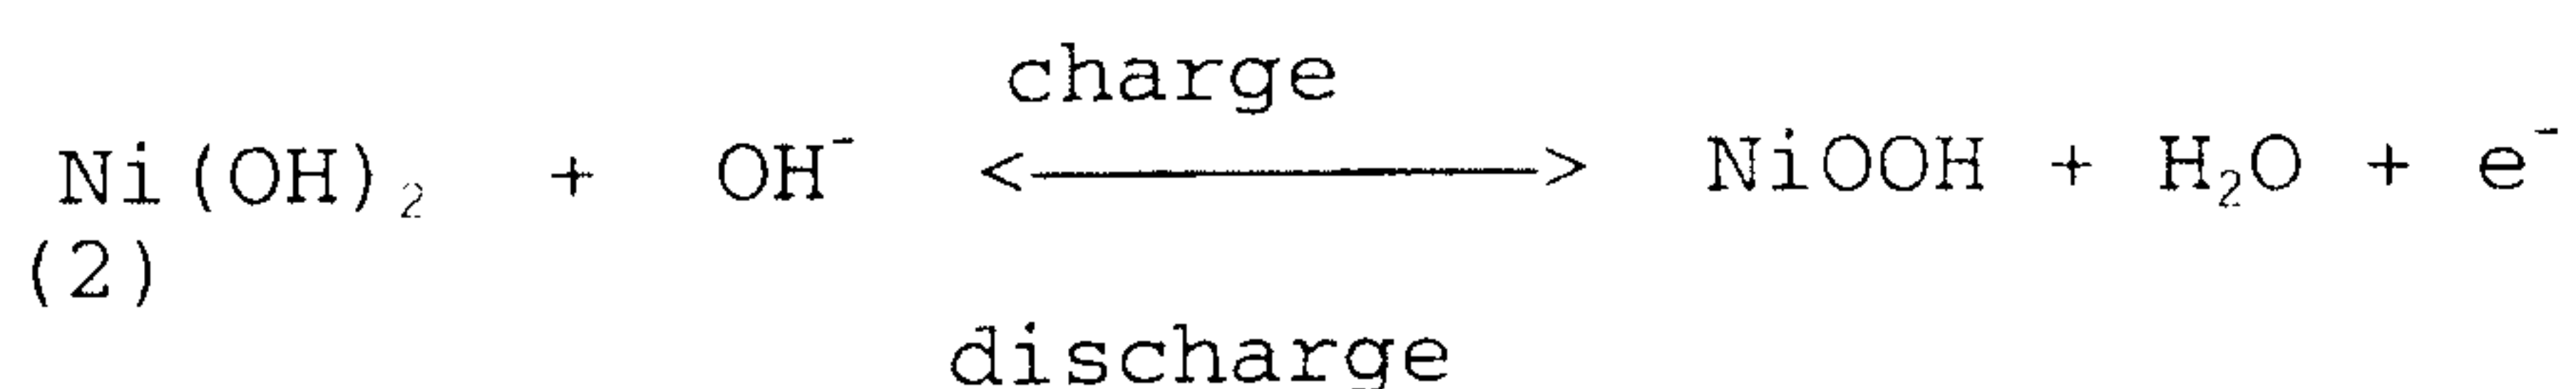 charge
Ni(OH)₂ + OH⁻ <———> NiOOH + H₂O + e⁻
(2)
discharge